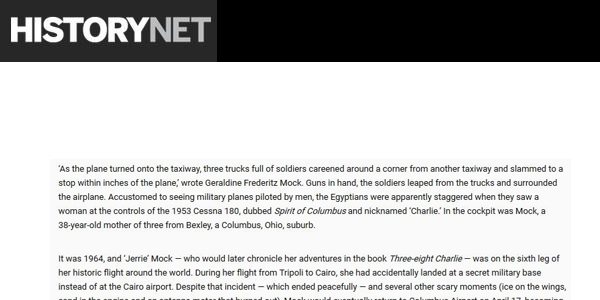 HISTORYNET
‘As the plane turned onto the taxiway, three trucks full of soldiers careened around a corner from another taxiway and slammed to a
stop within inches of the plane,’ wrote Geraldine Frederitz Mock. Guns in hand, the soldiers leaped from the trucks and surrounded
the airplane. Accustomed to seeing military planes piloted by men, the Egyptians were apparently staggered when they saw a
woman at the controls of the 1953 Cessna 180, dubbed Spirit of Columbus and nicknamed ‘Charlie.’ In the cockpit was Mock, a
38-year-old mother of three from Bexley, a Columbus, Ohio, suburb.
It was 1964, and ‘Jerrie’ Mock — who would later chronicle her adventures in the book Three-eight Charlie — was on the sixth leg of
her historic flight around the world. During her flight from Tripoli to Cairo, she had accidentally landed at a secret military base
instead of at the Cairo airport. Despite that incident — which ended peacefully — and several other scary moments (ice on the wings,